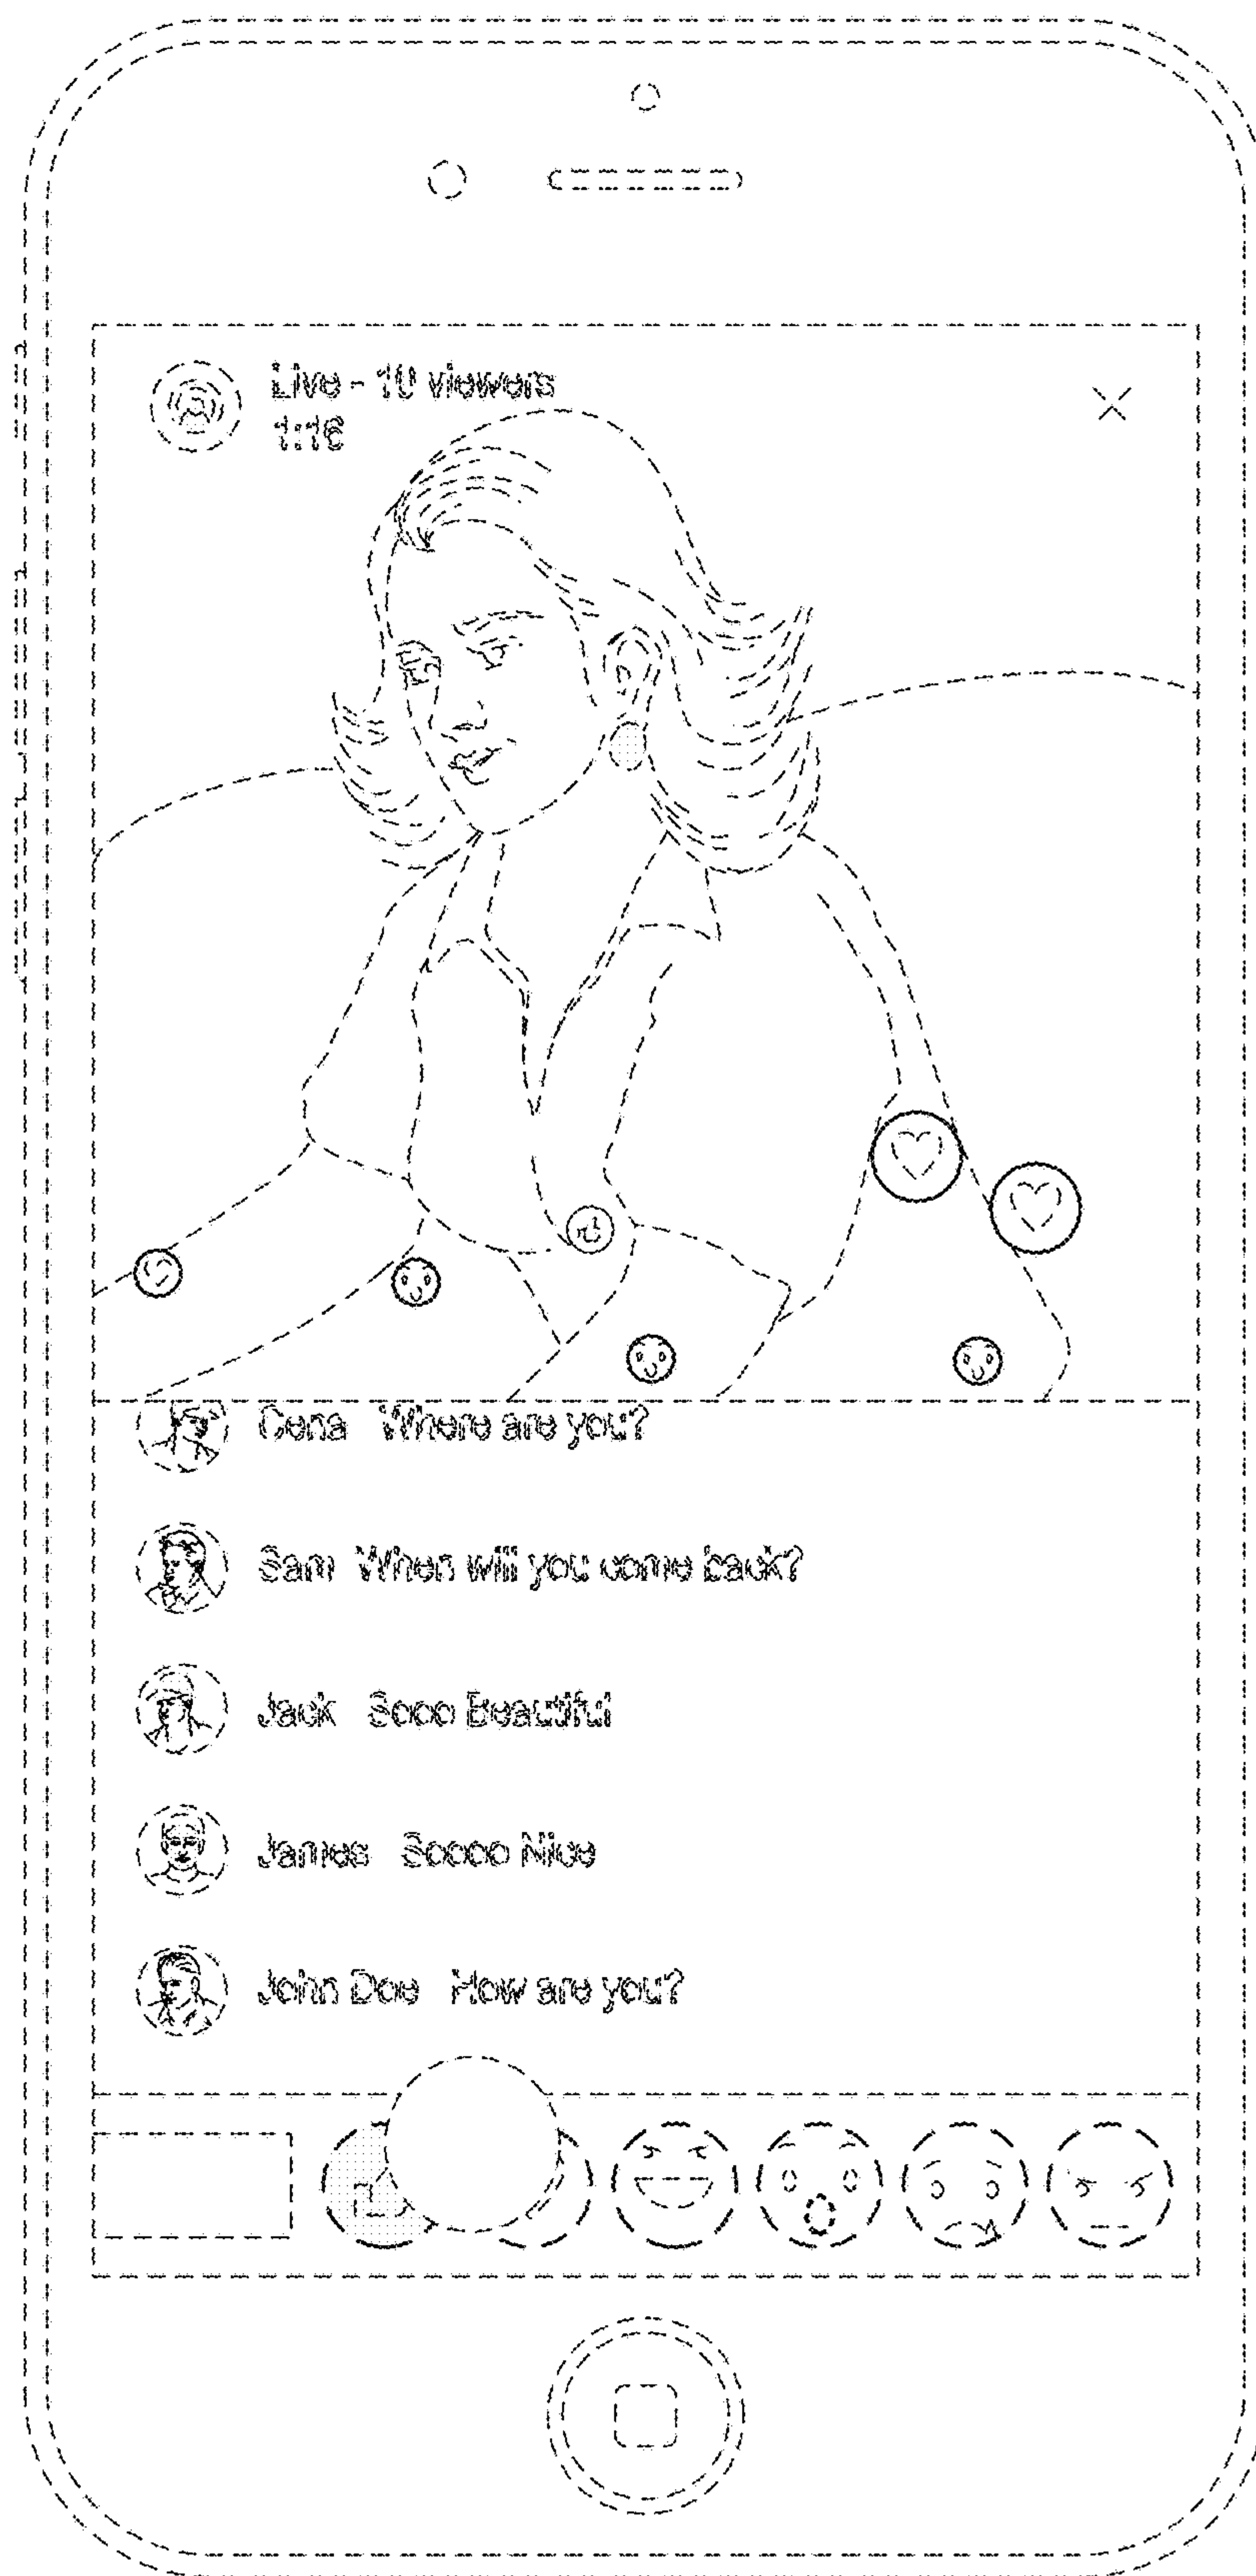 Live - 10 viewers
1:16
Cena Where are you?
Sam When will you come back?
Jack Sooo Beautiful
James Soooo Nice
John Doe How are you?